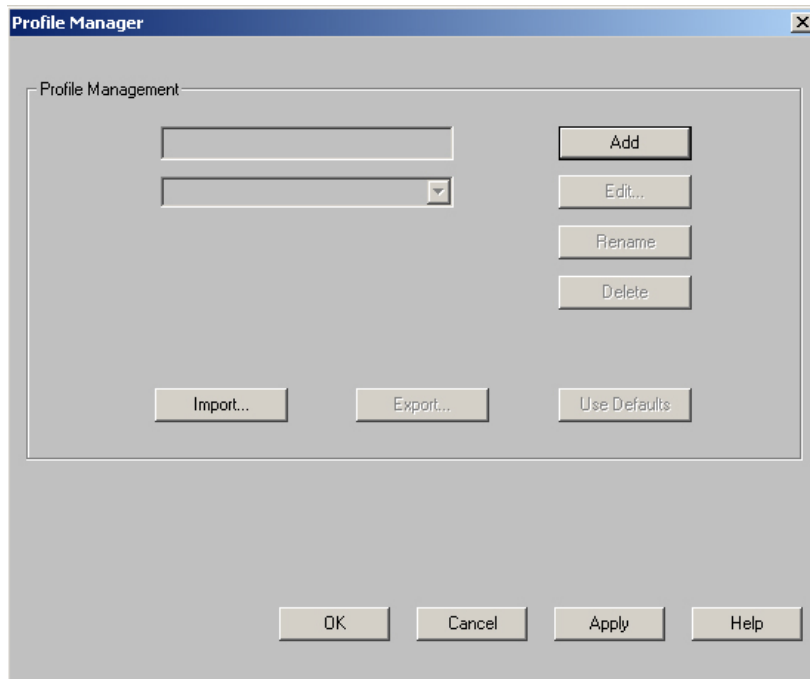 Profile Manager
Profile Management
Add
Edit...
Rename
Delete
Import... Export... Use Defaults
OK Cancel Apply Help